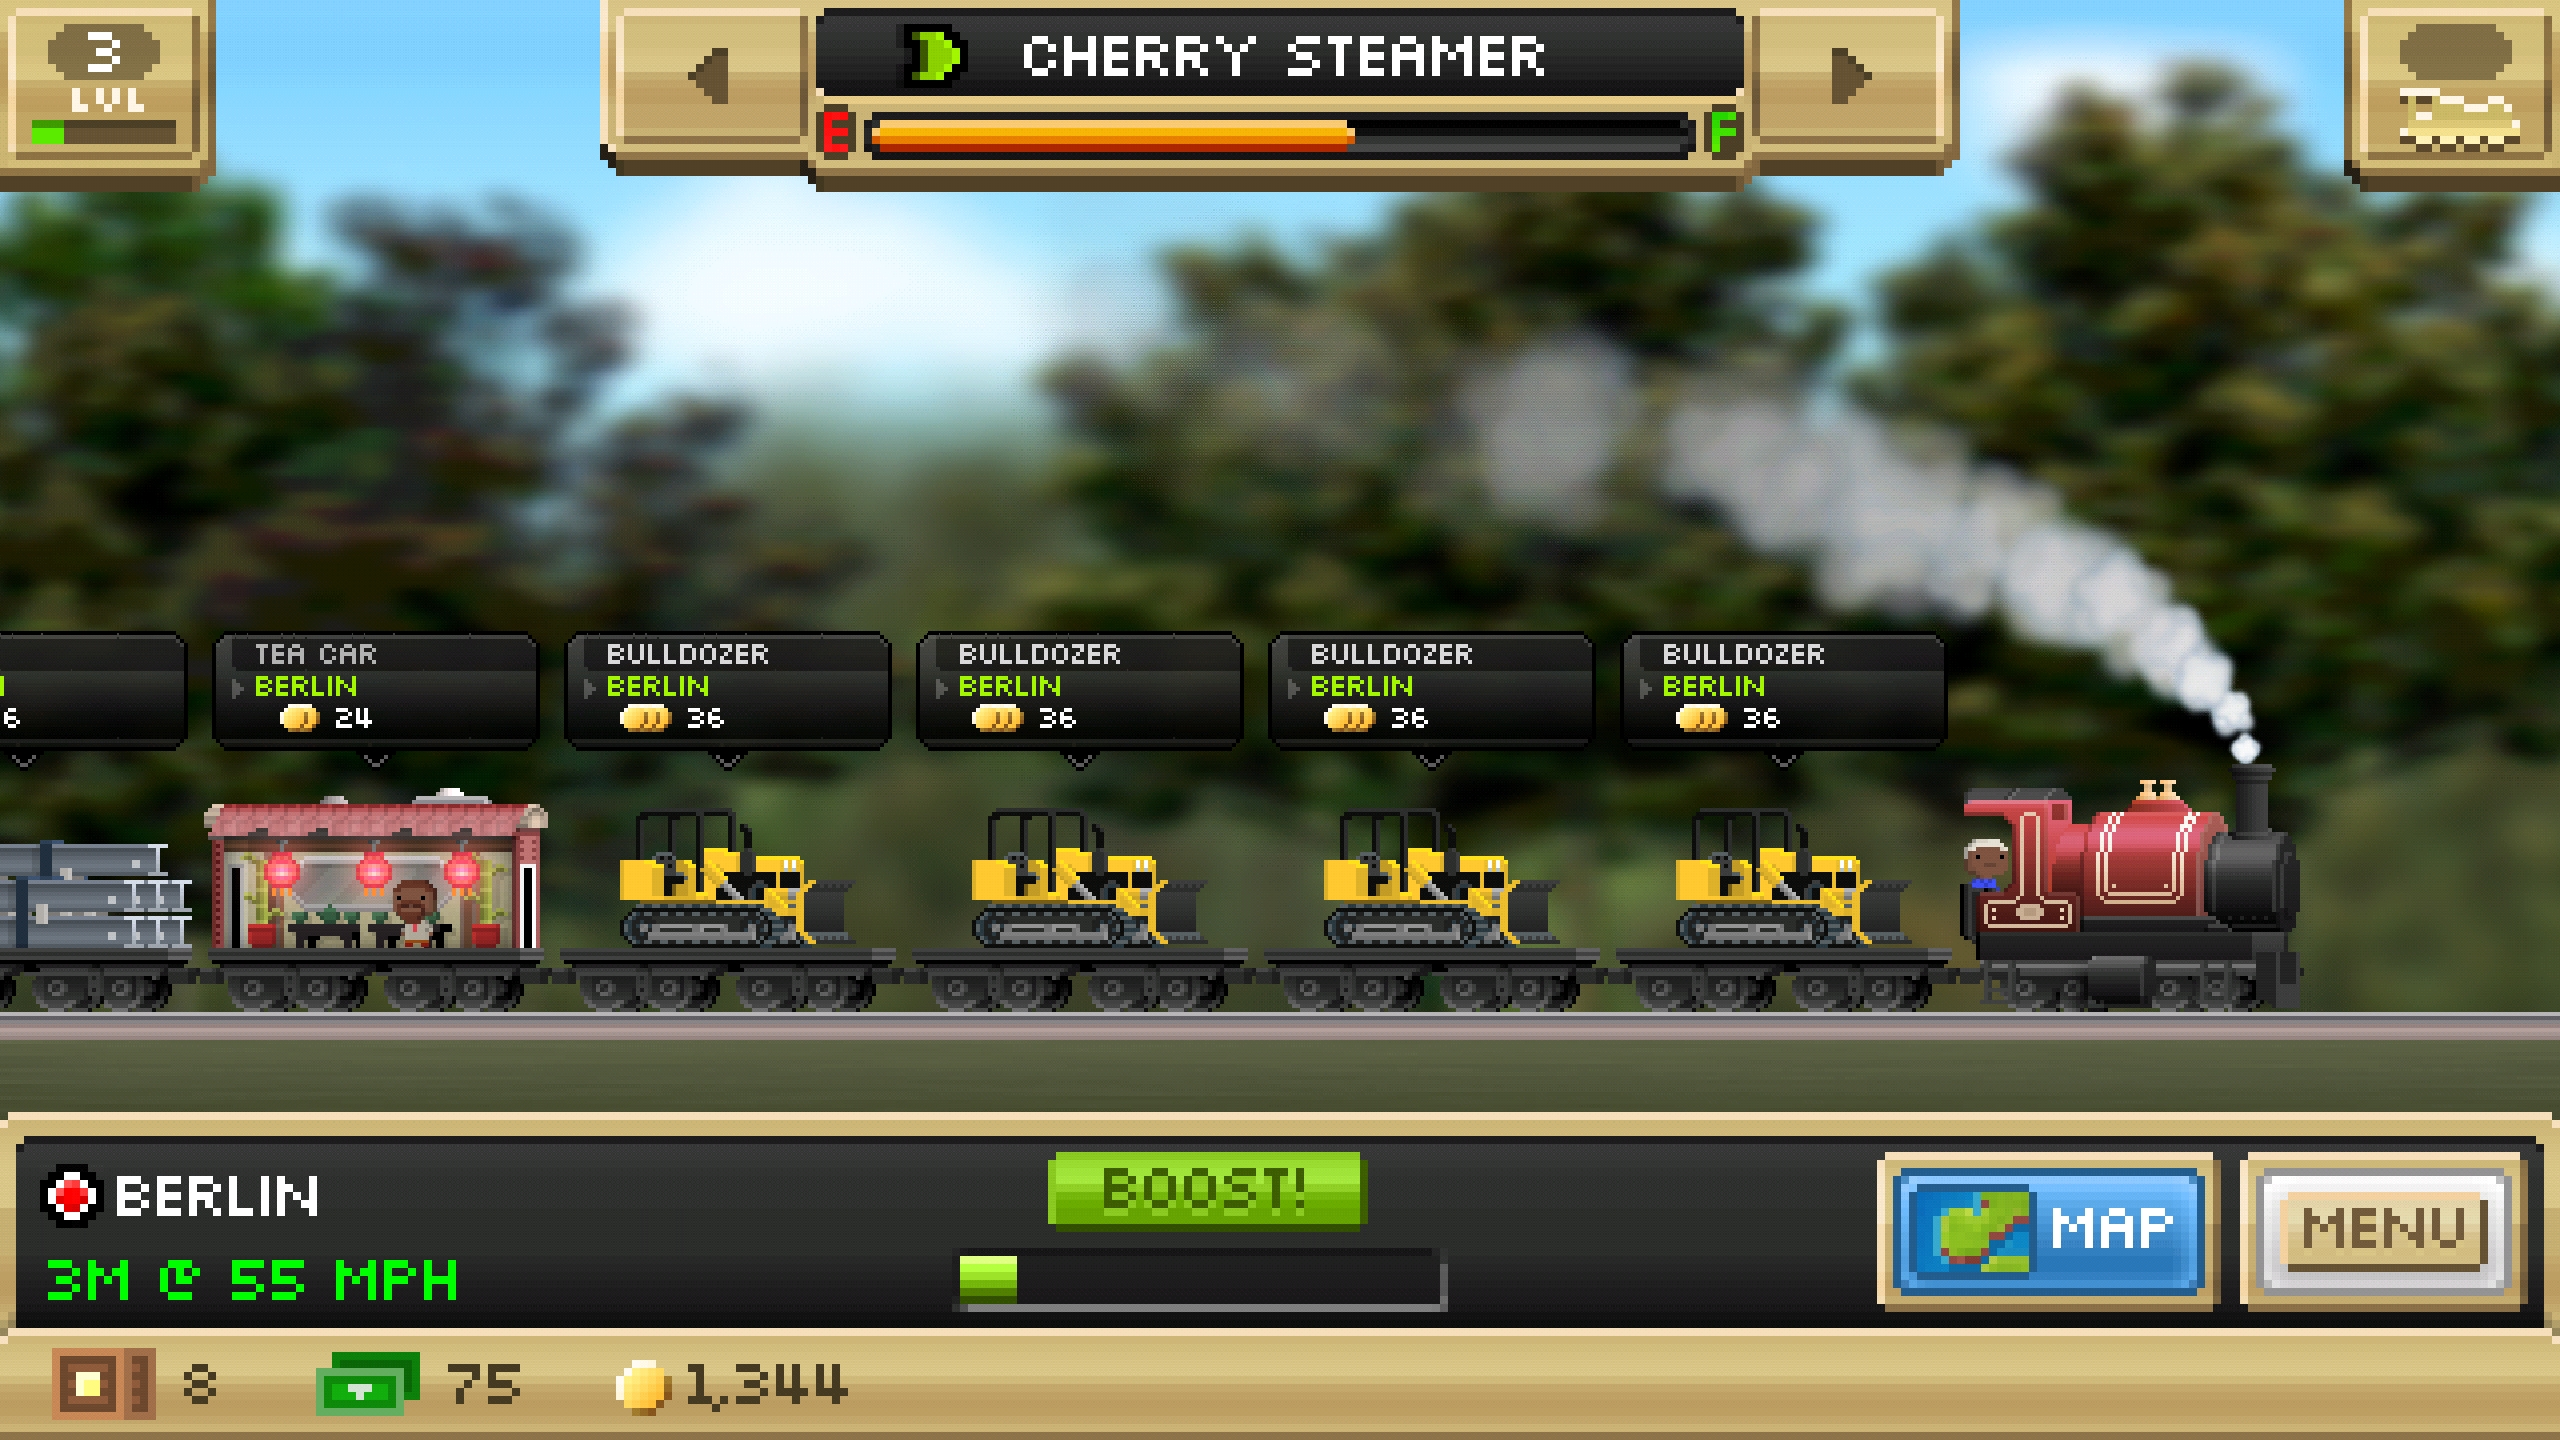 3
LVL
CHERRY STEAMER
E
F
6
TEA CAR
BERLIN
24
BULLDOZER
BERLIN
36
BULLDOZER
BERLIN
36
BULLDOZER
BERLIN
36
BULLDOZER
BERLIN
36
BERLIN
3M @ 55 MPH
BOOST!
MAP
MENU
8
75
1,344